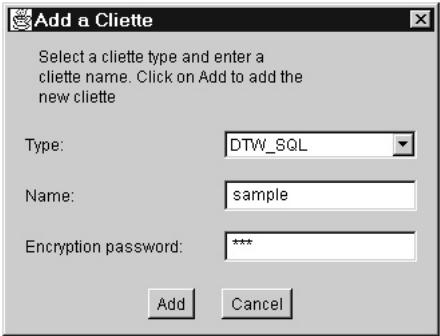 Add a Cliette
Select a cliette type and enter a
cliette name. Click on Add to add the
new cliette
Type: DTW_SQL
Name: sample
Encryption password: ***
Add Cancel